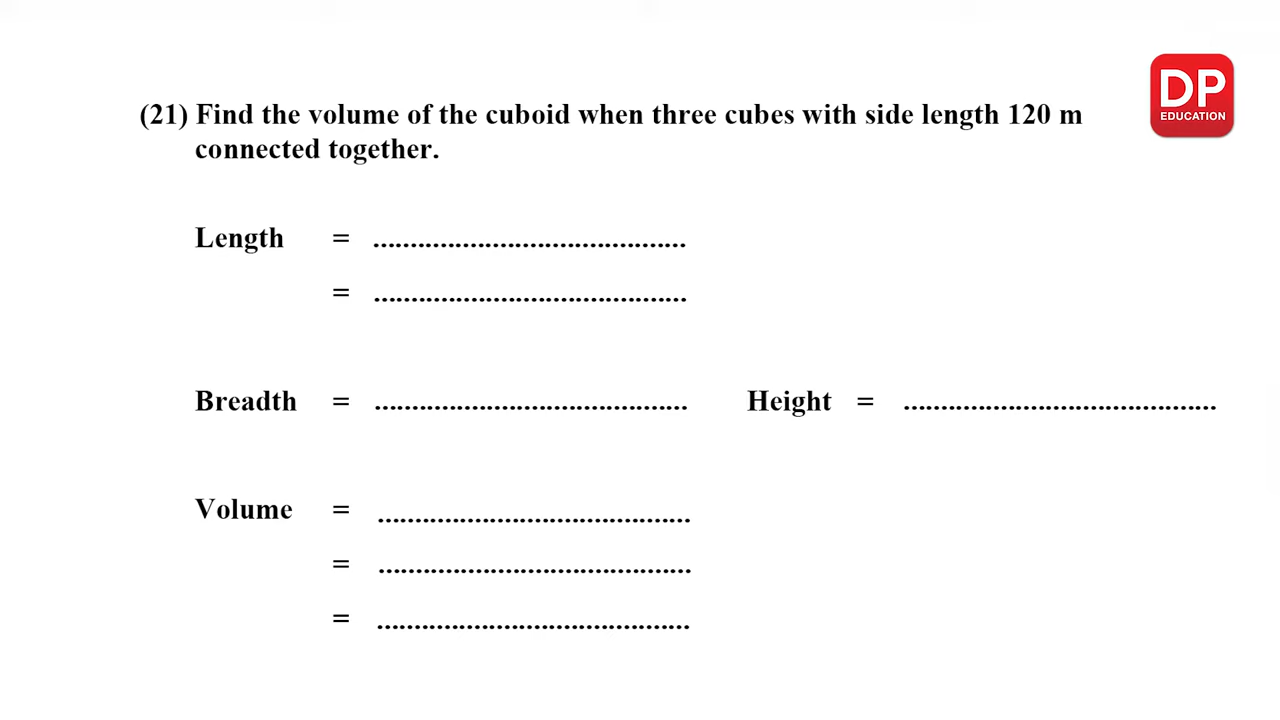 DP
EDUCATION
(21) Find the volume of the cuboid when three cubes with side length 120 m
connected together.
Length = ..........................................
= ..........................................
Breadth = .......................................... Height = ..........................................
Volume = ..........................................
= ..........................................
= ..........................................